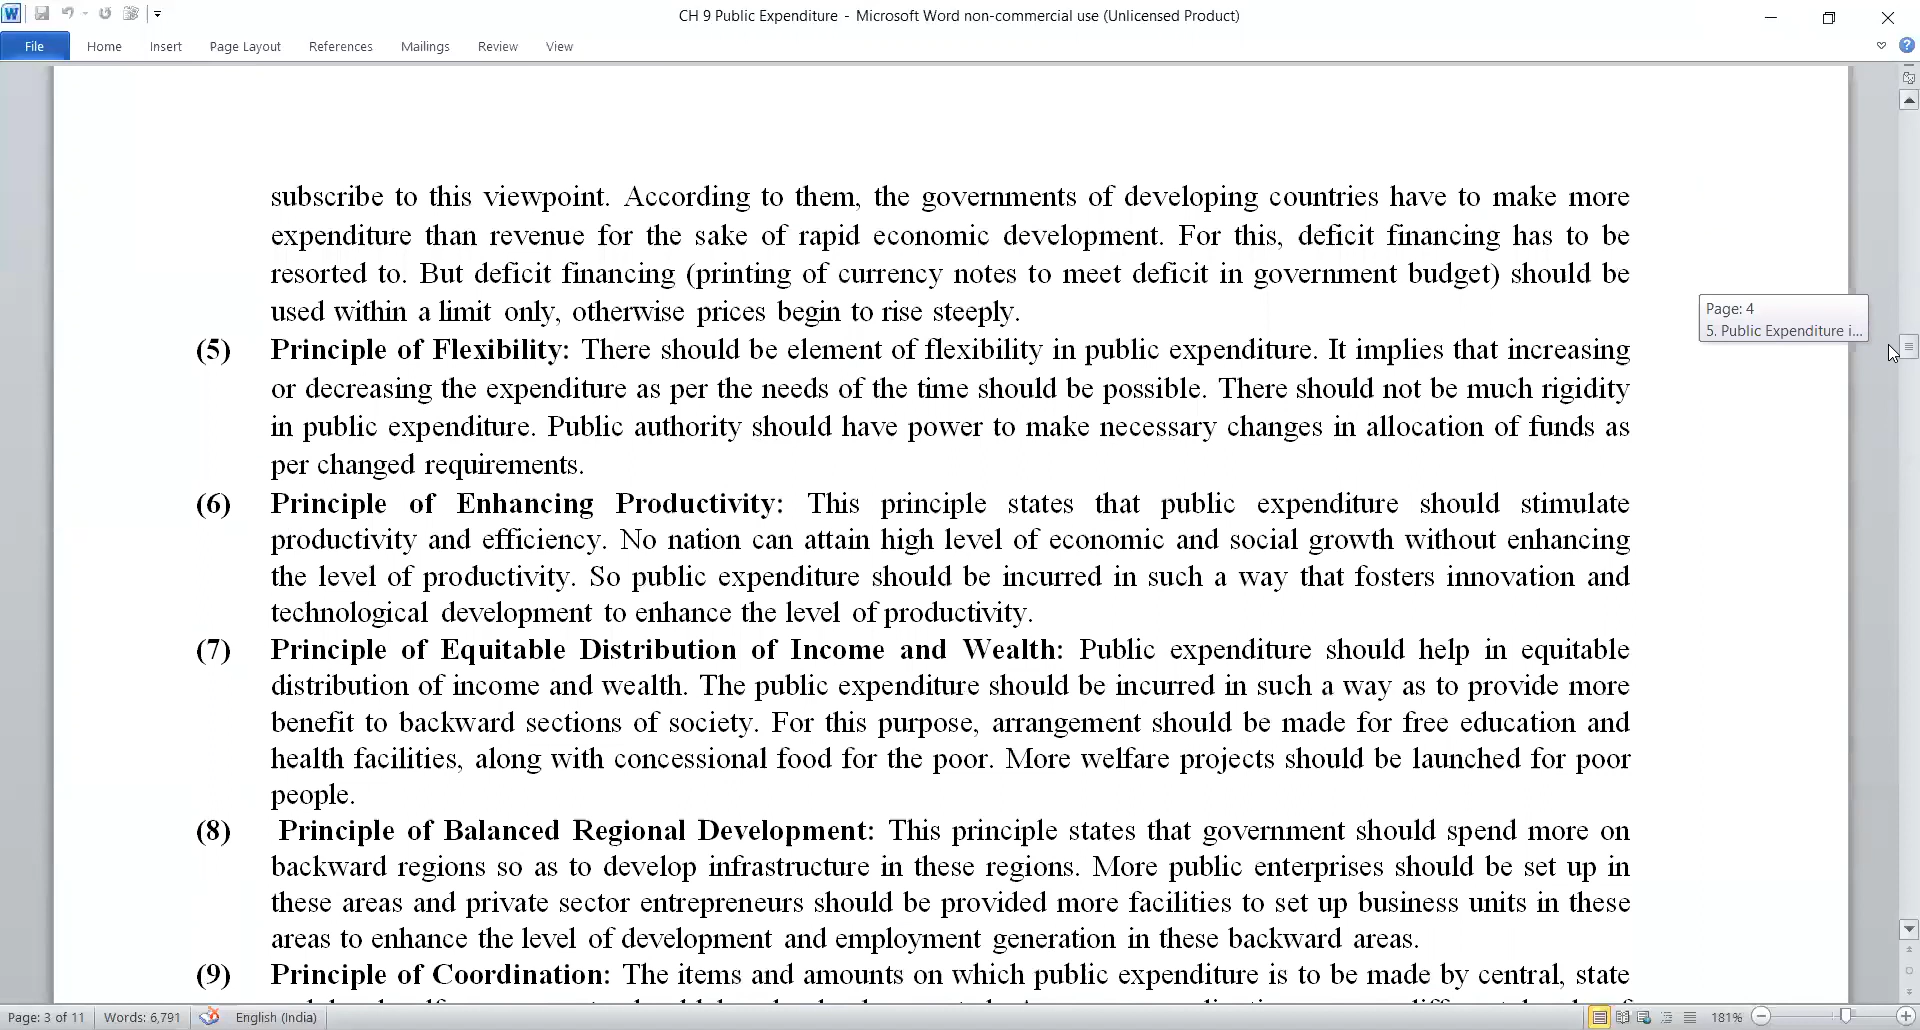 CH 9 Public Expenditure - Microsoft Word non-commercial use (Unlicensed Product)
File Home Insert Page Layout References Mailings Review View
subscribe to this viewpoint. According to them, the governments of developing countries have to make more
expenditure than revenue for the sake of rapid economic development. For this, deficit financing has to be
resorted to. But deficit financing (printing of currency notes to meet deficit in government budget) should be
used within a limit only, otherwise prices begin to rise steeply.
Page: 4
5. Public Expenditure i...
(5) Principle of Flexibility: There should be element of flexibility in public expenditure. It implies that increasing
or decreasing the expenditure as per the needs of the time should be possible. There should not be much rigidity
in public expenditure. Public authority should have power to make necessary changes in allocation of funds as
per changed requirements.
(6) Principle of Enhancing Productivity: This principle states that public expenditure should stimulate
productivity and efficiency. No nation can attain high level of economic and social growth without enhancing
the level of productivity. So public expenditure should be incurred in such a way that fosters innovation and
technological development to enhance the level of productivity.
(7) Principle of Equitable Distribution of Income and Wealth: Public expenditure should help in equitable
distribution of income and wealth. The public expenditure should be incurred in such a way as to provide more
benefit to backward sections of society. For this purpose, arrangement should be made for free education and
health facilities, along with concessional food for the poor. More welfare projects should be launched for poor
people.
(8) Principle of Balanced Regional Development: This principle states that government should spend more on
backward regions so as to develop infrastructure in these regions. More public enterprises should be set up in
these areas and private sector entrepreneurs should be provided more facilities to set up business units in these
areas to enhance the level of development and employment generation in these backward areas.
(9) Principle of Coordination: The items and amounts on which public expenditure is to be made by central, state
Page: 3 of 11 Words: 6,791 English (India) 181%